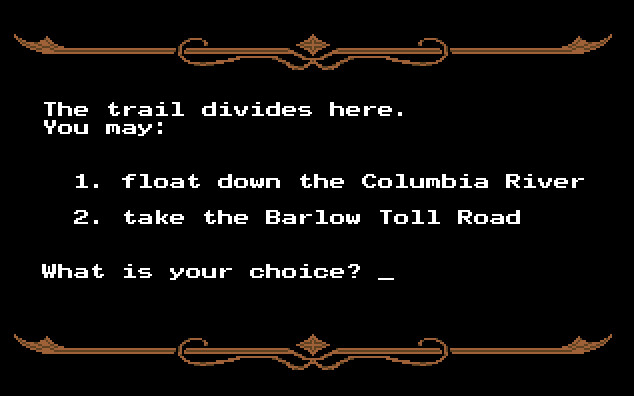 The trail divides here.
You may:
1. float down the Columbia River
2. take the Barlow Toll Road
What is your choice? _